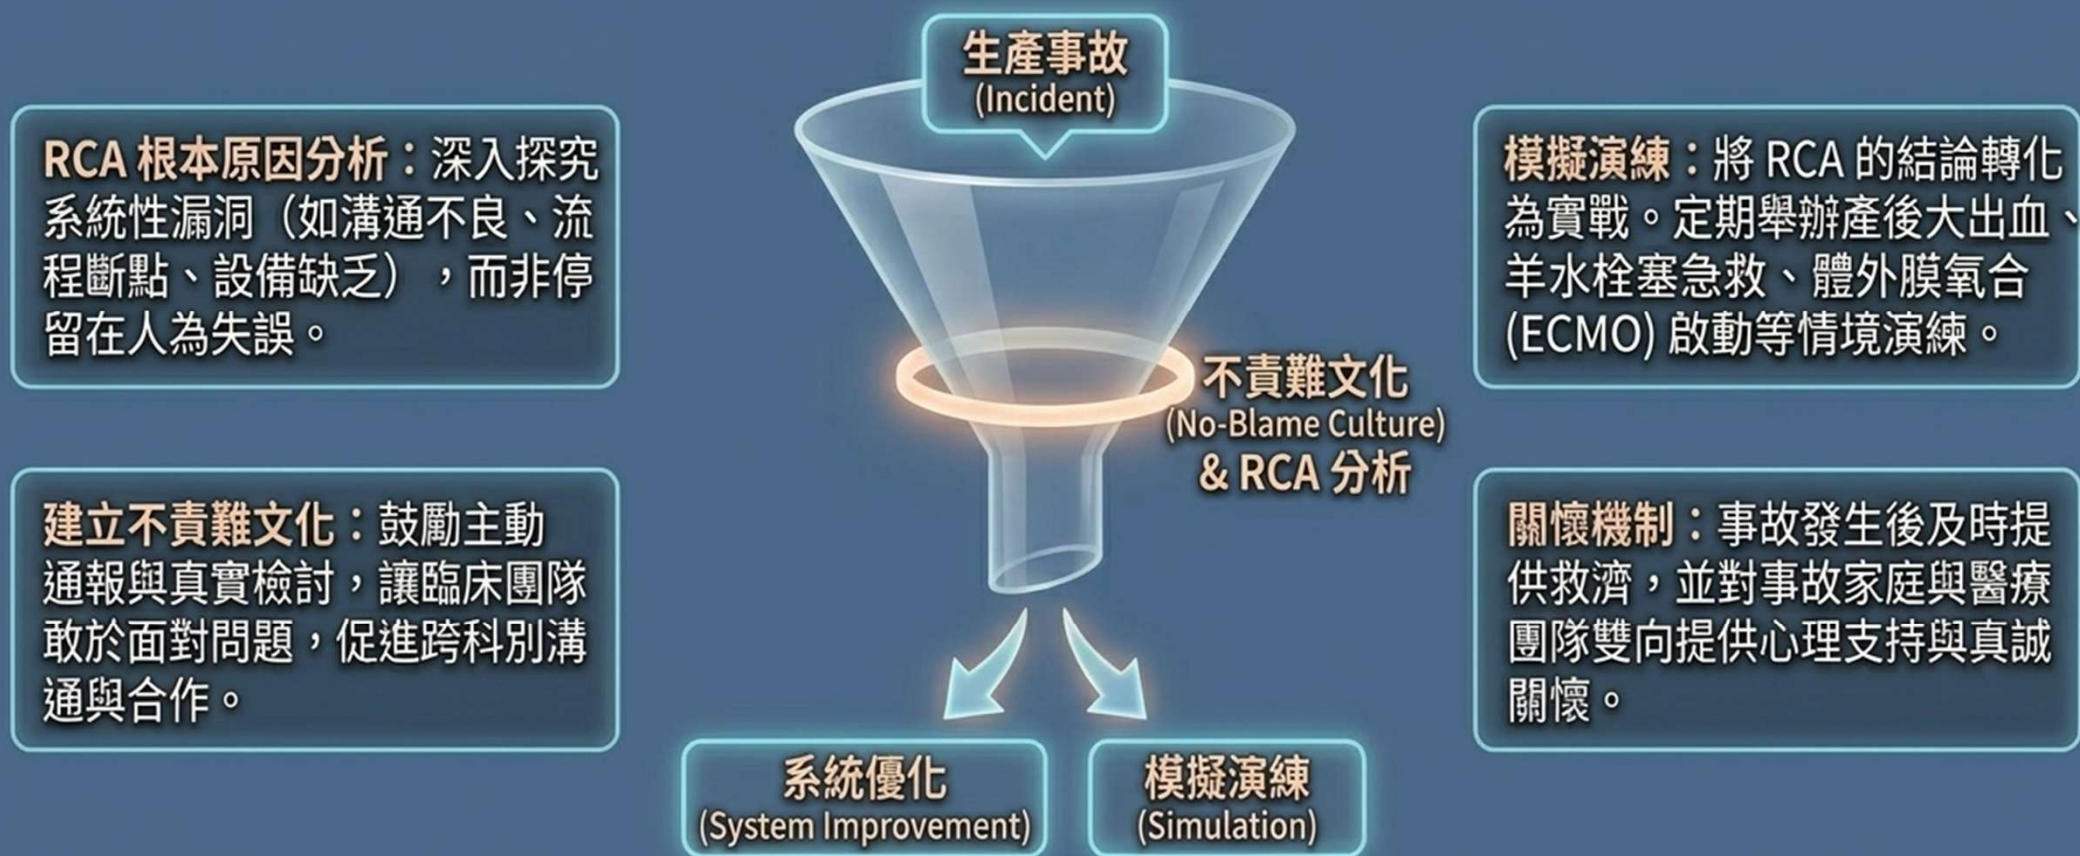 生產事故
(Incident)
RCA 根本原因分析：深入探究
系統性漏洞（如溝通不良、流
程斷點、設備缺乏），而非停
留在人為失誤。
建立不責難文化：鼓勵主動
通報與真實檢討，讓臨床團隊
敢於面對問題，促進跨科別溝
通與合作。
不責難文化
(No-Blame Culture)
& RCA 分析
模擬演練：將 RCA 的結論轉化
為實戰。定期舉辦產後大出血、
羊水栓塞急救、體外膜氧合
(ECMO) 啟動等情境演練。
關懷機制：事故發生後及時提
供救濟，並對事故家庭與醫療
團隊雙向提供心理支持與真誠
關懷。
系統優化
(System Improvement)
模擬演練
(Simulation)